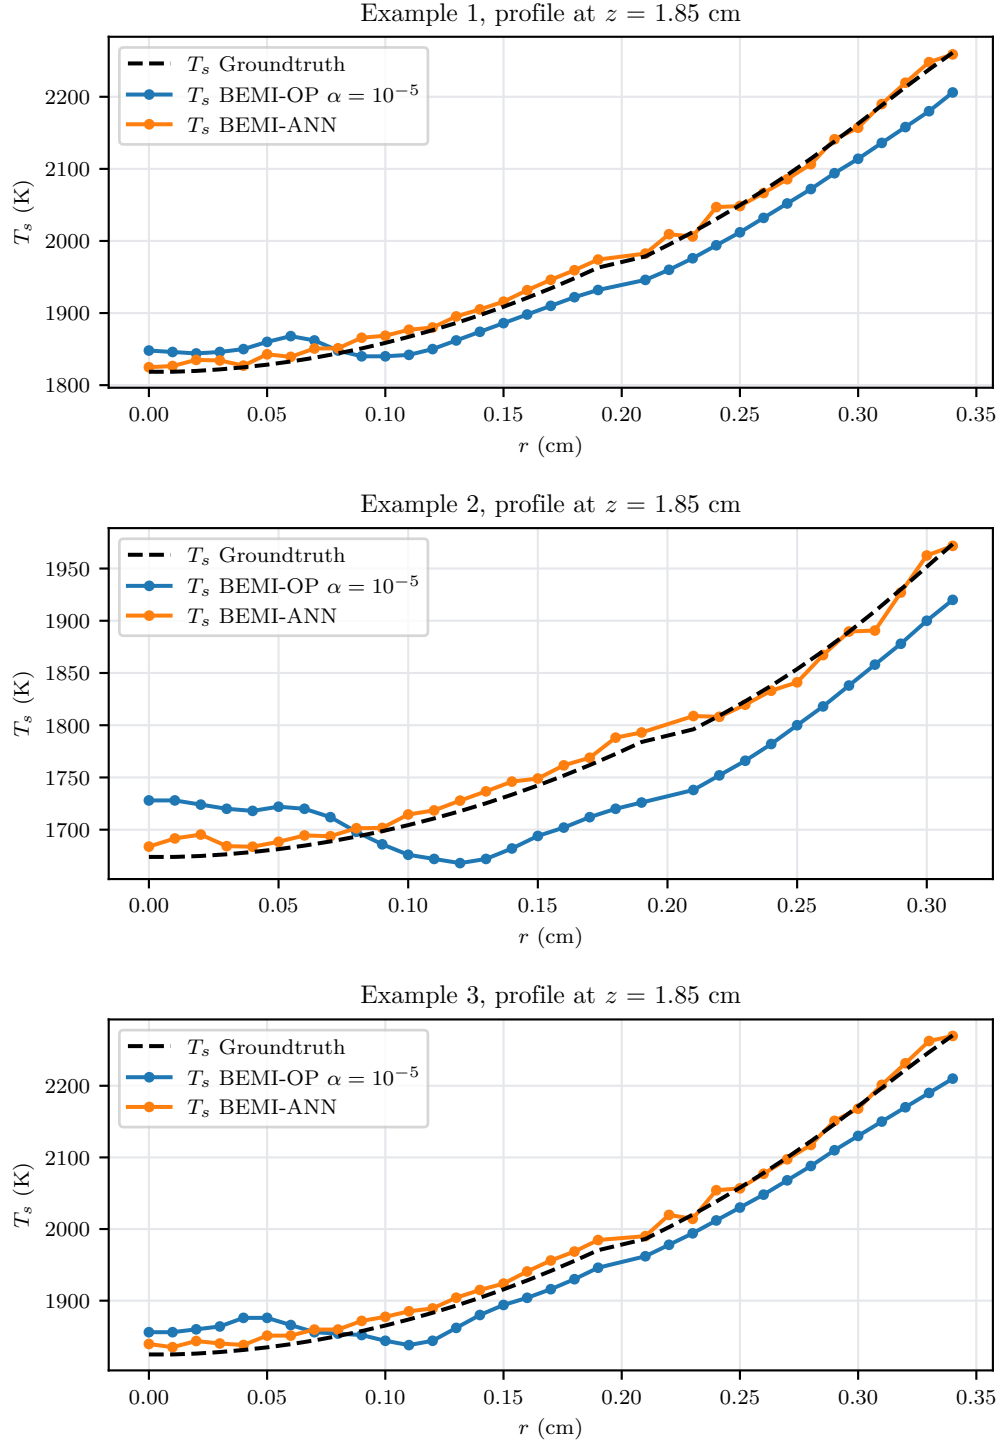 Example 1, profile at z = 1.85 cm
T_s Groundtruth
T_s BEMI-OP α = 10⁻⁵
T_s BEMI-ANN
2200
2100
2000
1900
1800
T_s (K)
0.00 0.05 0.10 0.15 0.20 0.25 0.30 0.35
r (cm)
Example 2, profile at z = 1.85 cm
T_s Groundtruth
T_s BEMI-OP α = 10⁻⁵
T_s BEMI-ANN
1950
1900
1850
1800
1750
1700
T_s (K)
0.00 0.05 0.10 0.15 0.20 0.25 0.30
r (cm)
Example 3, profile at z = 1.85 cm
T_s Groundtruth
T_s BEMI-OP α = 10⁻⁵
T_s BEMI-ANN
2200
2100
2000
1900
T_s (K)
0.00 0.05 0.10 0.15 0.20 0.25 0.30 0.35
r (cm)